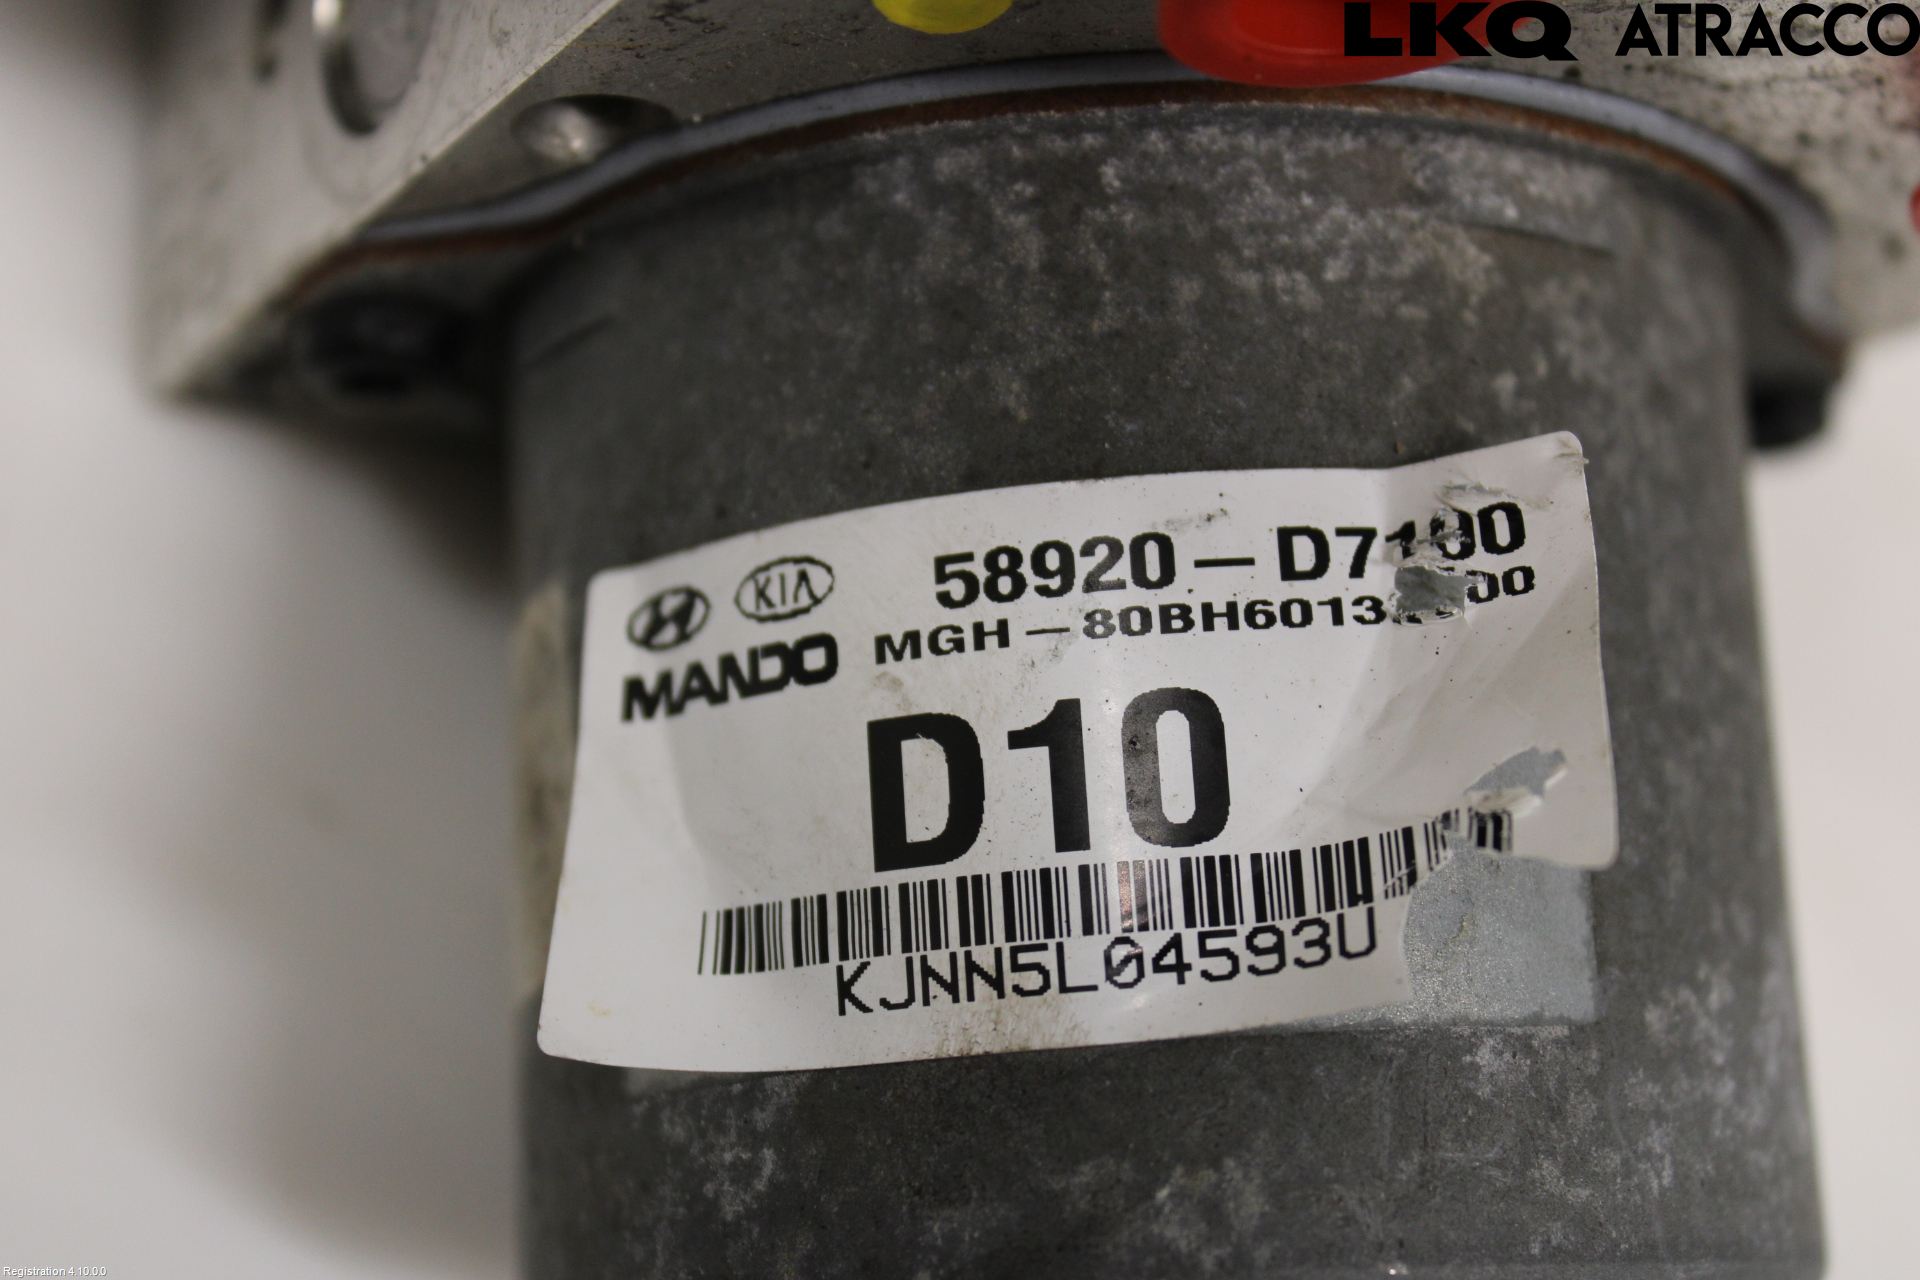 LKQ ATRACCO
KIA
58920-D7100
MANDO
D10
KJNN5L04593U
Registration 4.10.0.0